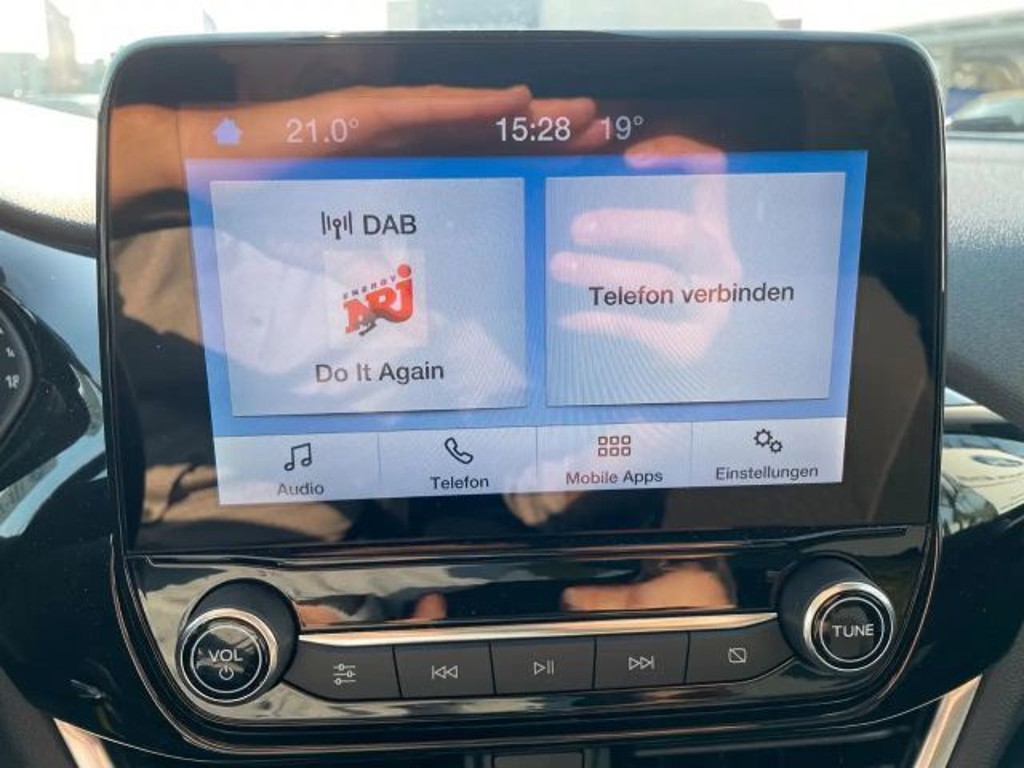 21.0° 15:28 19°
DAB
ENERGY
NRJ
Do It Again
Telefon verbinden
Audio
Telefon
Mobile Apps
Einstellungen
VOL
TUNE